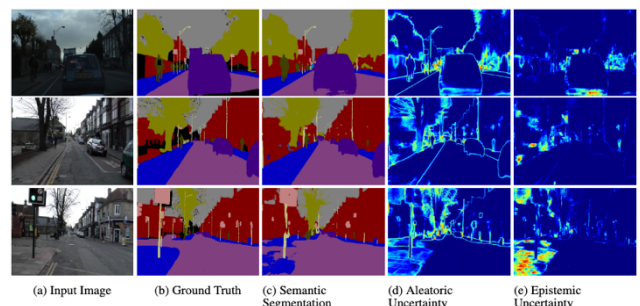 (a) Input Image
(b) Ground Truth
(c) Semantic
Segmentation
(d) Aleatoric
Uncertainty
(e) Epistemic
Uncertainty